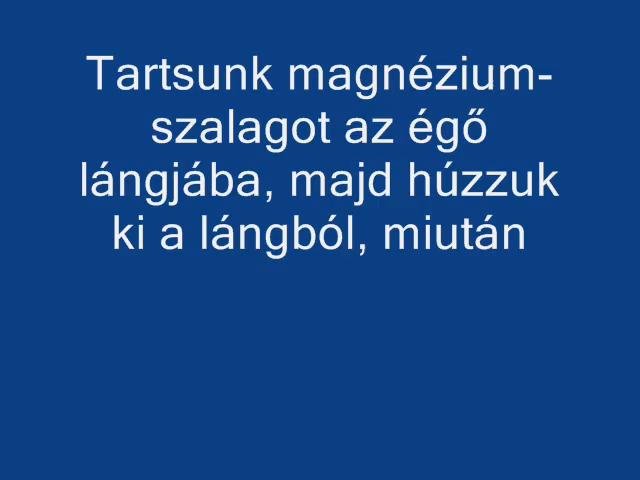 Tartsunk magnézium-
szalagot az égő
lángjába, majd húzzuk
ki a lángból, miután